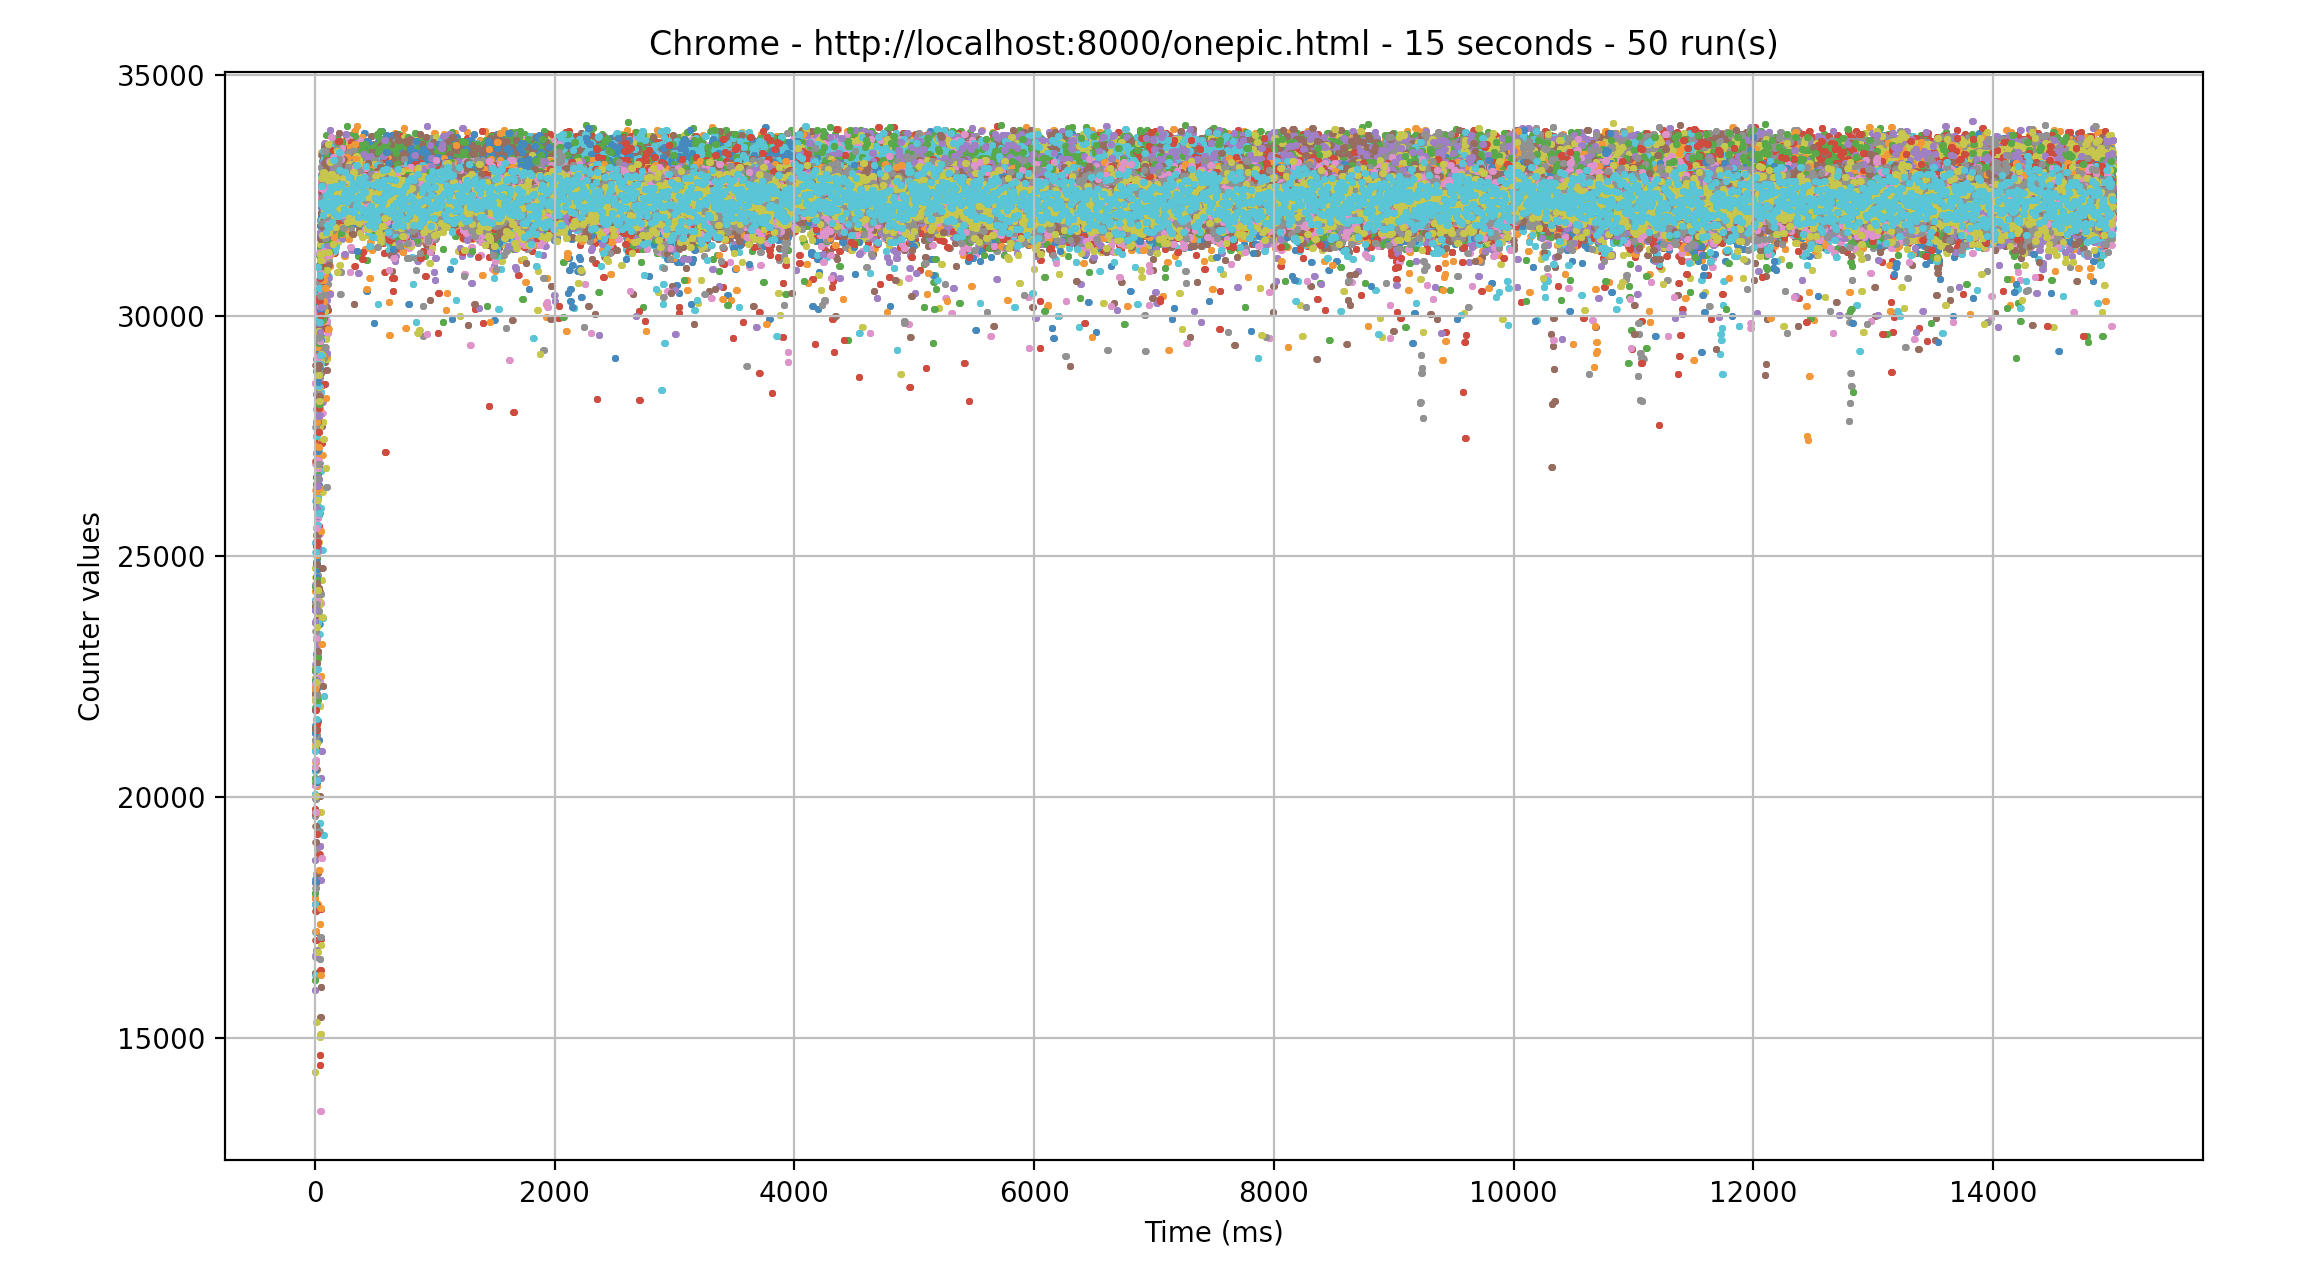 Chrome - http://localhost:8000/onepic.html - 15 seconds - 50 run(s)
35000
30000
25000
20000
15000
Counter values
0 2000 4000 6000 8000 10000 12000 14000
Time (ms)